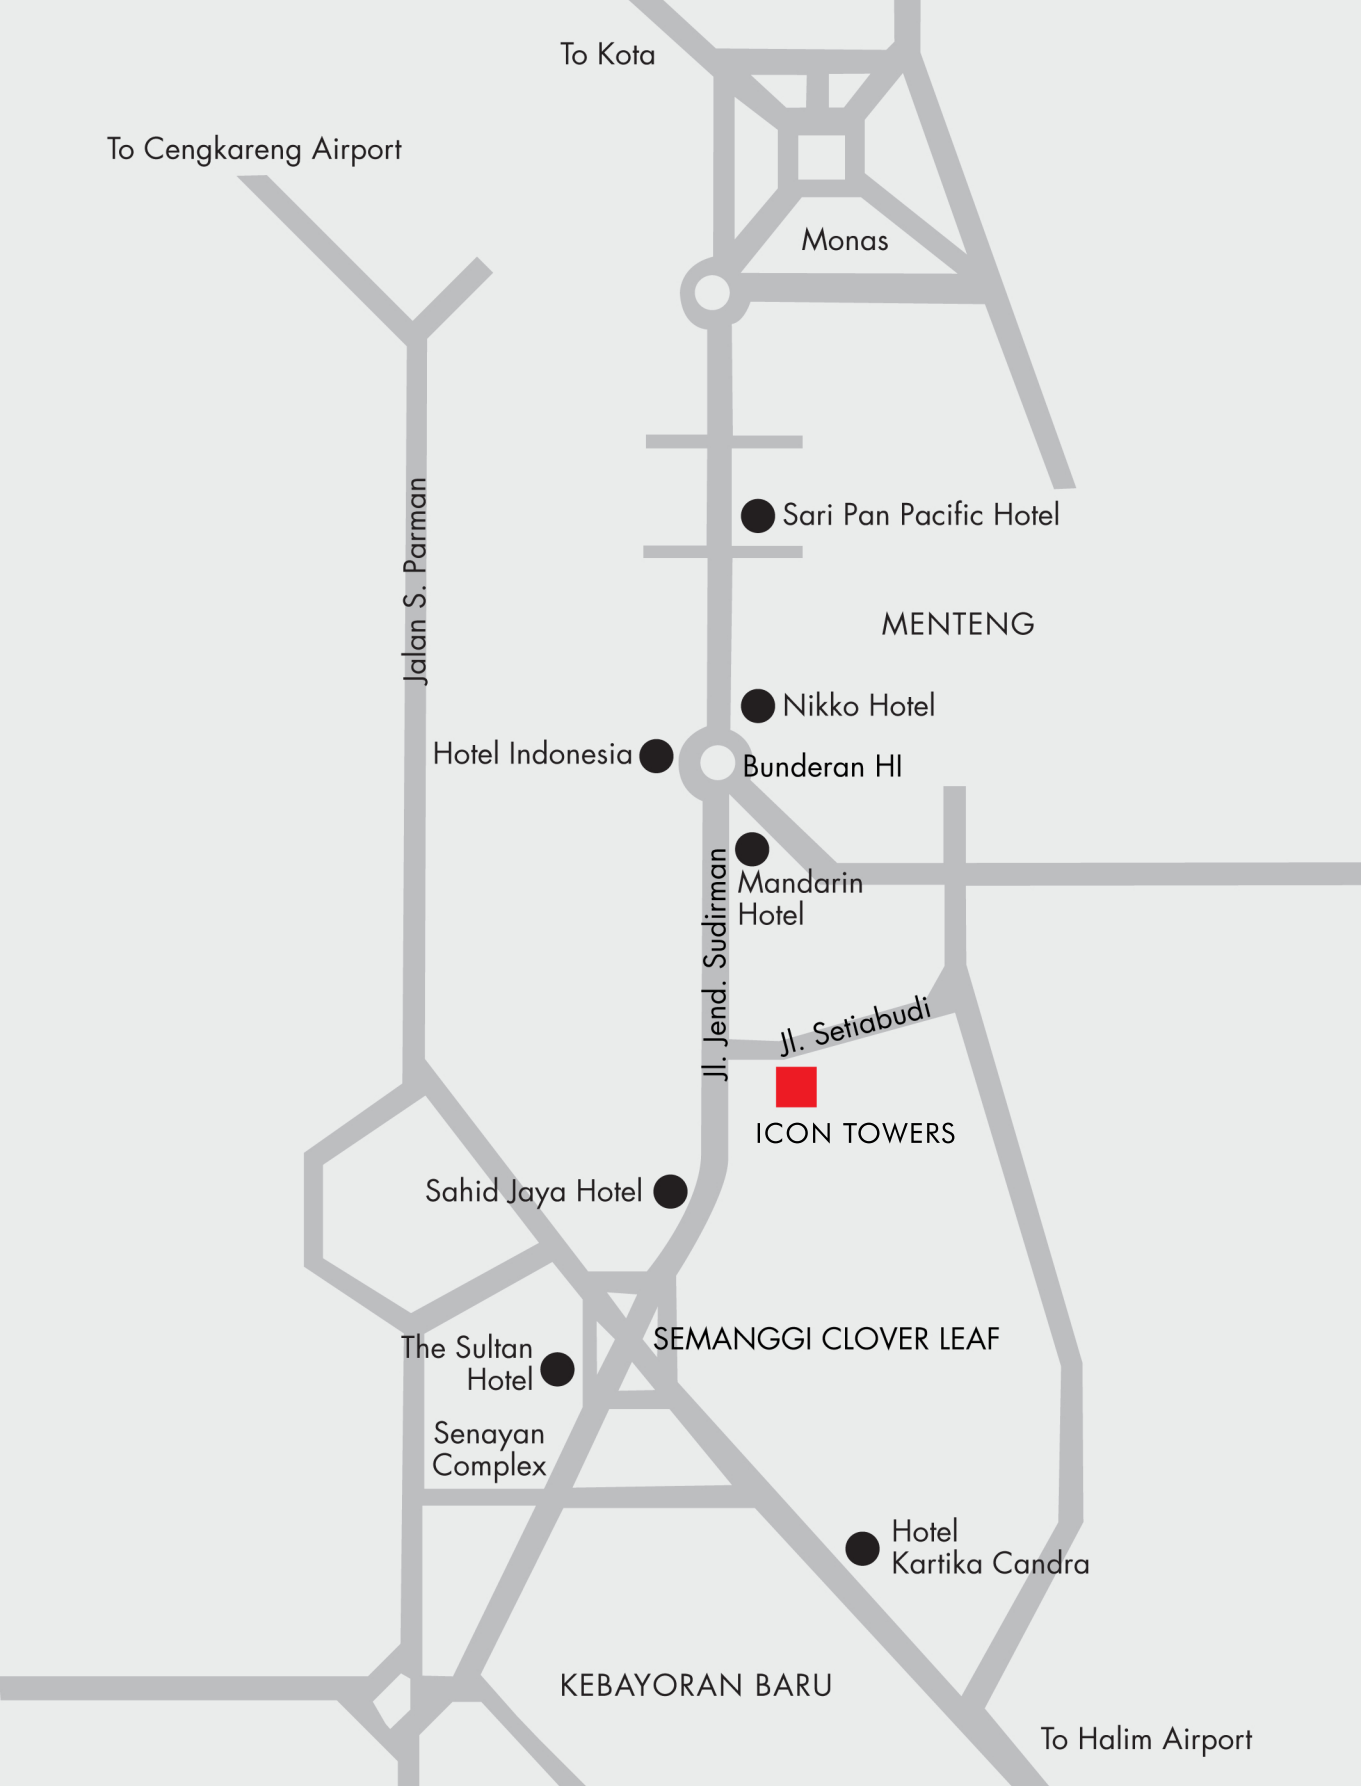 To Kota
To Cengkareng Airport
Monas
Jalan S. Parman
Sari Pan Pacific Hotel
MENTENG
Nikko Hotel
Hotel Indonesia
Bunderan HI
Mandarin
Hotel
Jl. Jend. Sudirman
Jl. Setiabudi
ICON TOWERS
Sahid Jaya Hotel
SEMANGGI CLOVER LEAF
The Sultan
Hotel
Senayan
Complex
Hotel
Kartika Candra
KEBAYORAN BARU
To Halim Airport